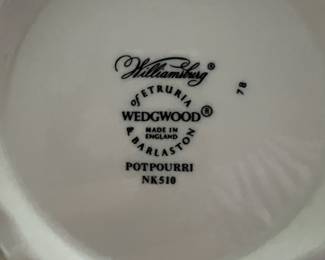 Williamsburg®
OF ETRURIA
WEDGWOOD®
MADE IN
ENGLAND
& BARLASTON
POTPOURRI
NK510
78